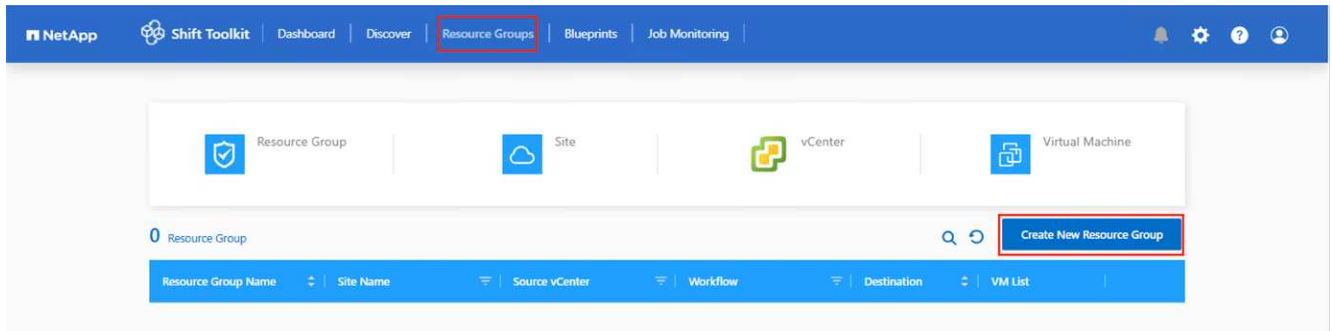 NetApp Shift Toolkit Dashboard Discover Resource Groups Blueprints Job Monitoring ?
Resource Group Site vCenter Virtual Machine
0 Resource Group Create New Resource Group
Resource Group Name Site Name Source vCenter Workflow Destination VM List